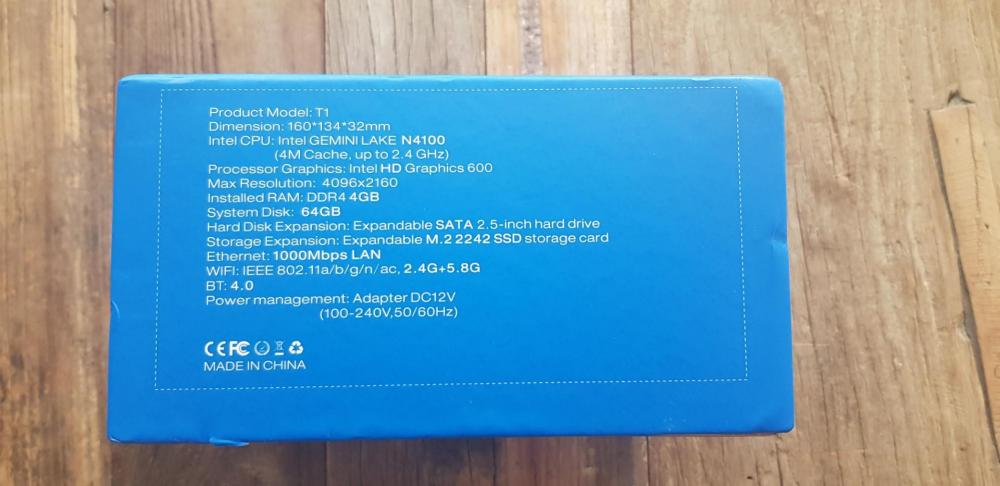 Product Model: T1
Dimension: 160*134*32mm
Intel CPU: Intel GEMINI LAKE N4100
(4M Cache, up to 2.4 GHz)
Processor Graphics: Intel HD Graphics 600
Max Resolution: 4096x2160
Installed RAM: DDR4 4GB
System Disk: 64GB
Hard Disk Expansion: Expandable SATA 2.5-inch hard drive
Storage Expansion: Expandable M.2 2242 SSD storage card
Ethernet: 1000Mbps LAN
WIFI: IEEE 802.11a/b/g/n/ac, 2.4G+5.8G
BT: 4.0
Power management: Adapter DC12V
(100-240V,50/60Hz)
CE FC
MADE IN CHINA